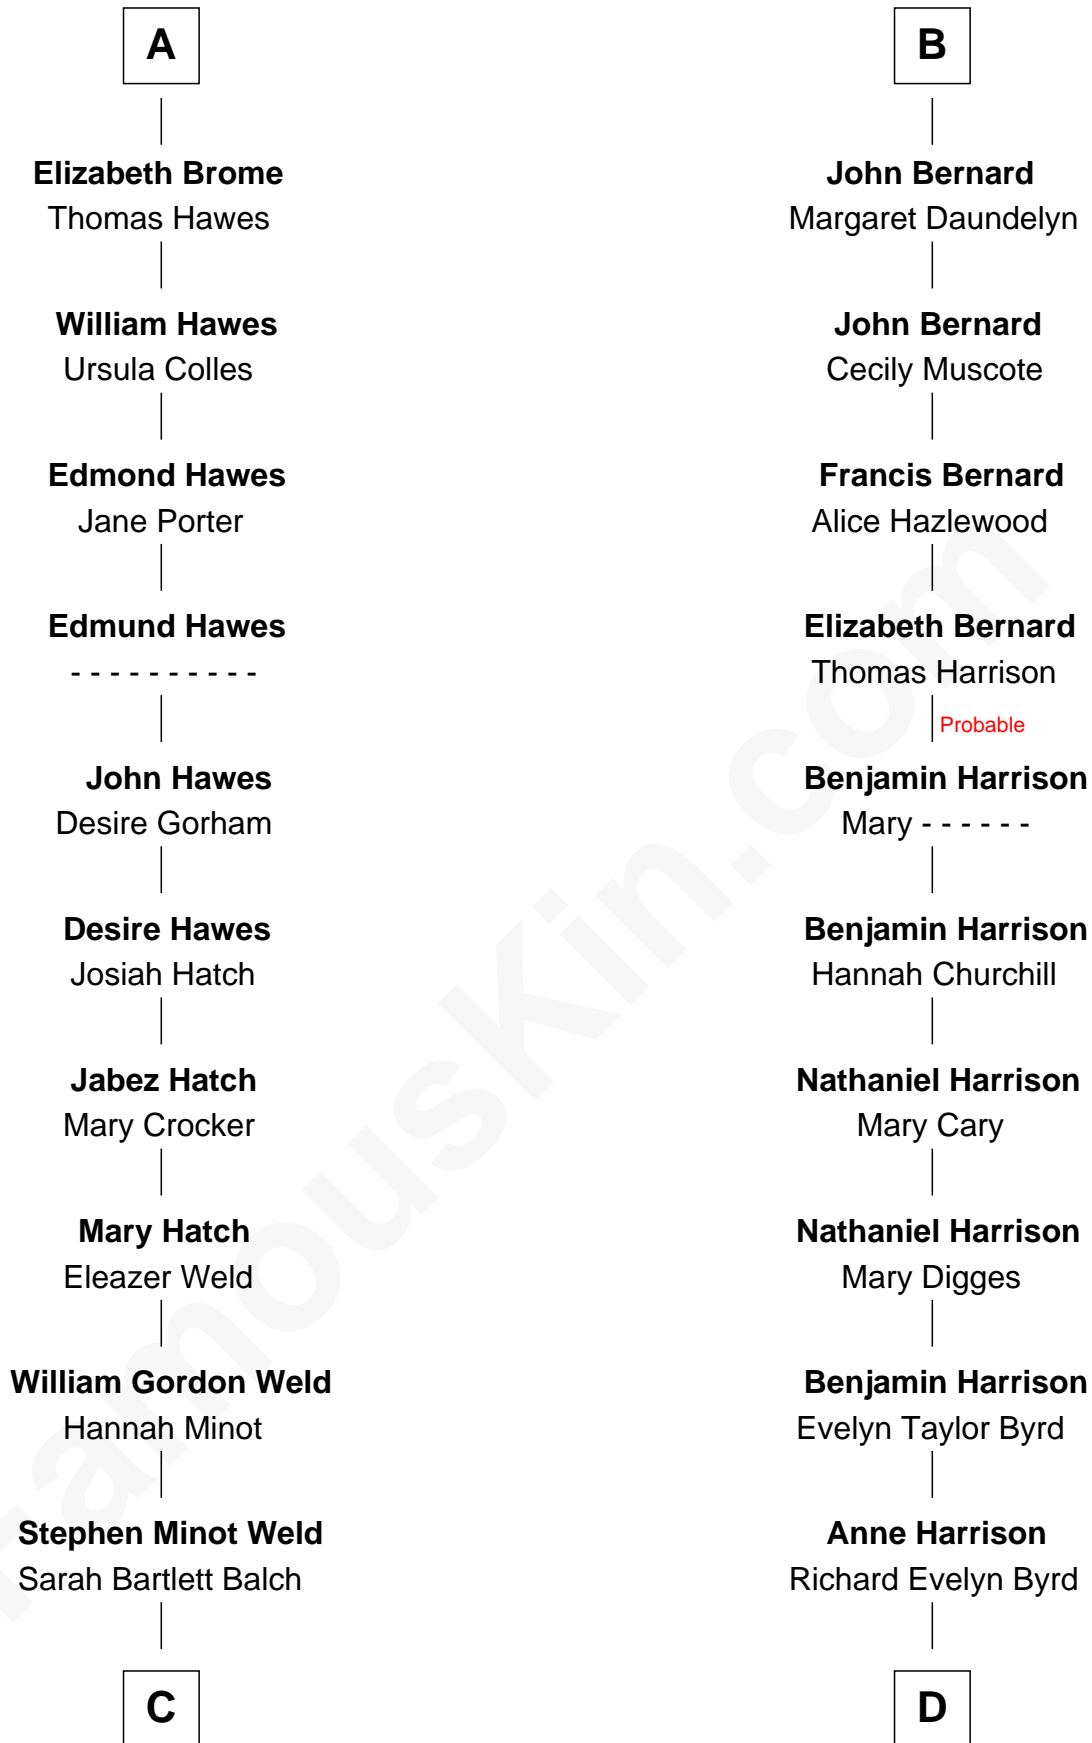 A
Elizabeth Brome
Thomas Hawes
William Hawes
Ursula Colles
Edmond Hawes
Jane Porter
Edmund Hawes
- - - - - - - - - -
John Hawes
Desire Gorham
Desire Hawes
Josiah Hatch
Jabez Hatch
Mary Crocker
Mary Hatch
Eleazer Weld
William Gordon Weld
Hannah Minot
Stephen Minot Weld
Sarah Bartlett Balch
C
B
John Bernard
Margaret Daundelyn
John Bernard
Cecily Muscote
Francis Bernard
Alice Hazlewood
Elizabeth Bernard
Thomas Harrison
Probable
Benjamin Harrison
Mary - - - - - -
Benjamin Harrison
Hannah Churchill
Nathaniel Harrison
Mary Cary
Nathaniel Harrison
Mary Digges
Benjamin Harrison
Evelyn Taylor Byrd
Anne Harrison
Richard Evelyn Byrd
D
FamousKin.com